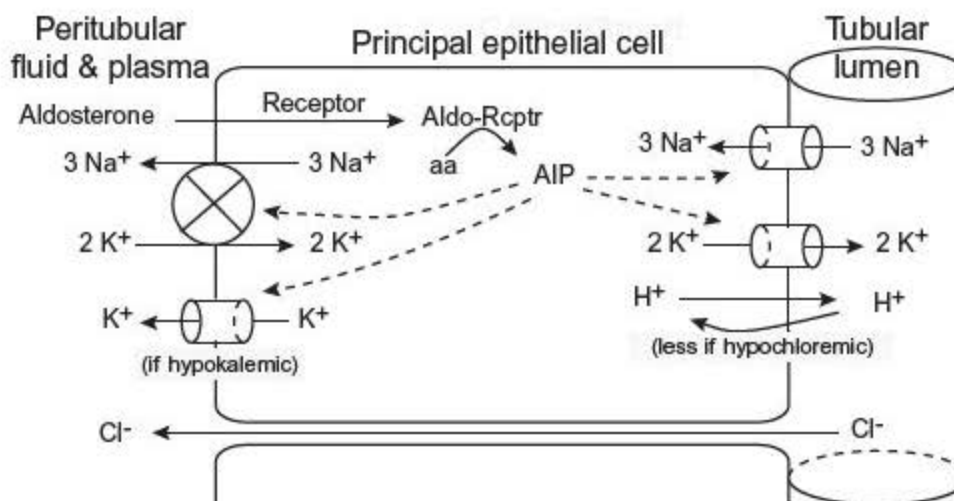 Peritubular
fluid & plasma
Principal epithelial cell
Tubular
lumen
Aldosterone
Receptor
Aldo-Rcptr
3 Na⁺
3 Na⁺
aa
AIP
3 Na⁺
3 Na⁺
2 K⁺
2 K⁺
2 K⁺
2 K⁺
K⁺
K⁺
H⁺
H⁺
(if hypokalemic)
(less if hypochloremic)
Cl⁻
Cl⁻